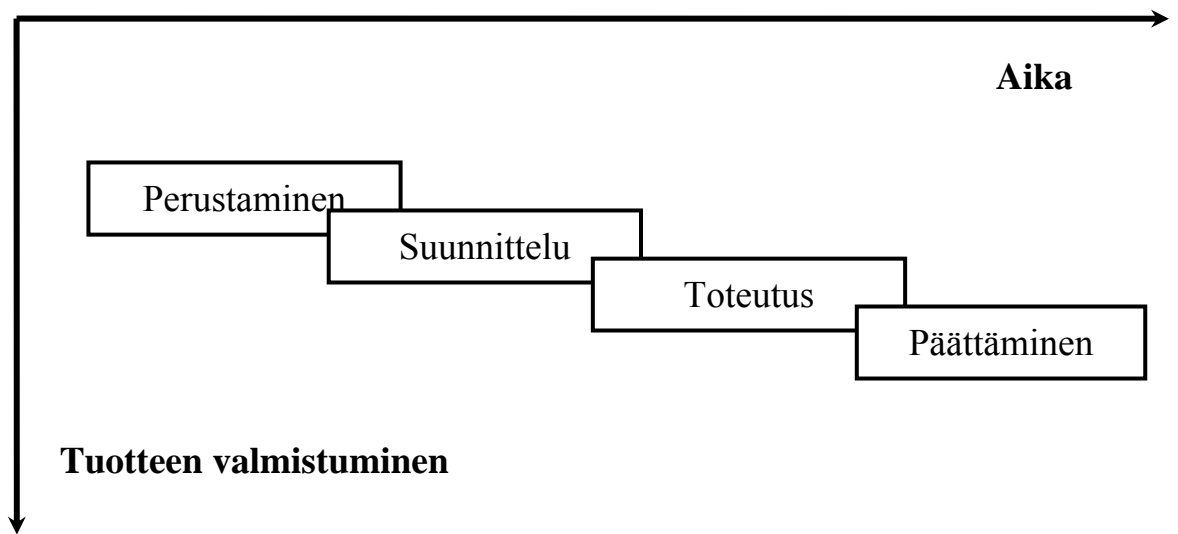 Aika
Perustaminen
Suunnittelu
Toteutus
Päättäminen
Tuotteen valmistuminen